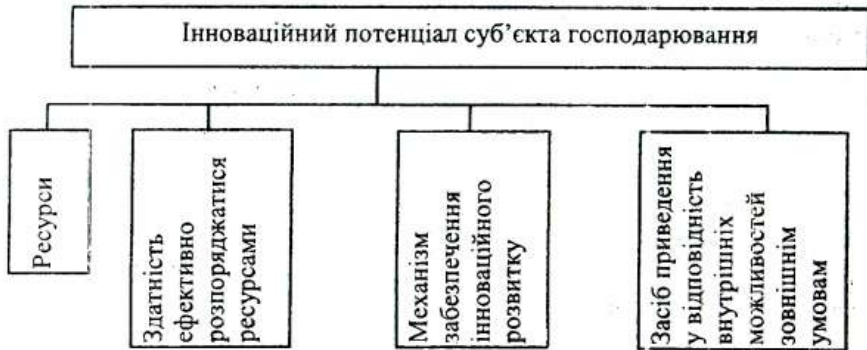 Інноваційний потенціал суб’єкта господарювання
Ресурси
Здатність
ефективно
розпоряджатися
ресурсами
Механізм
забезпечення
інноваційного
розвитку
Засіб приведення
у відповідність
внутрішніх
можливостей
зовнішнім
умовам